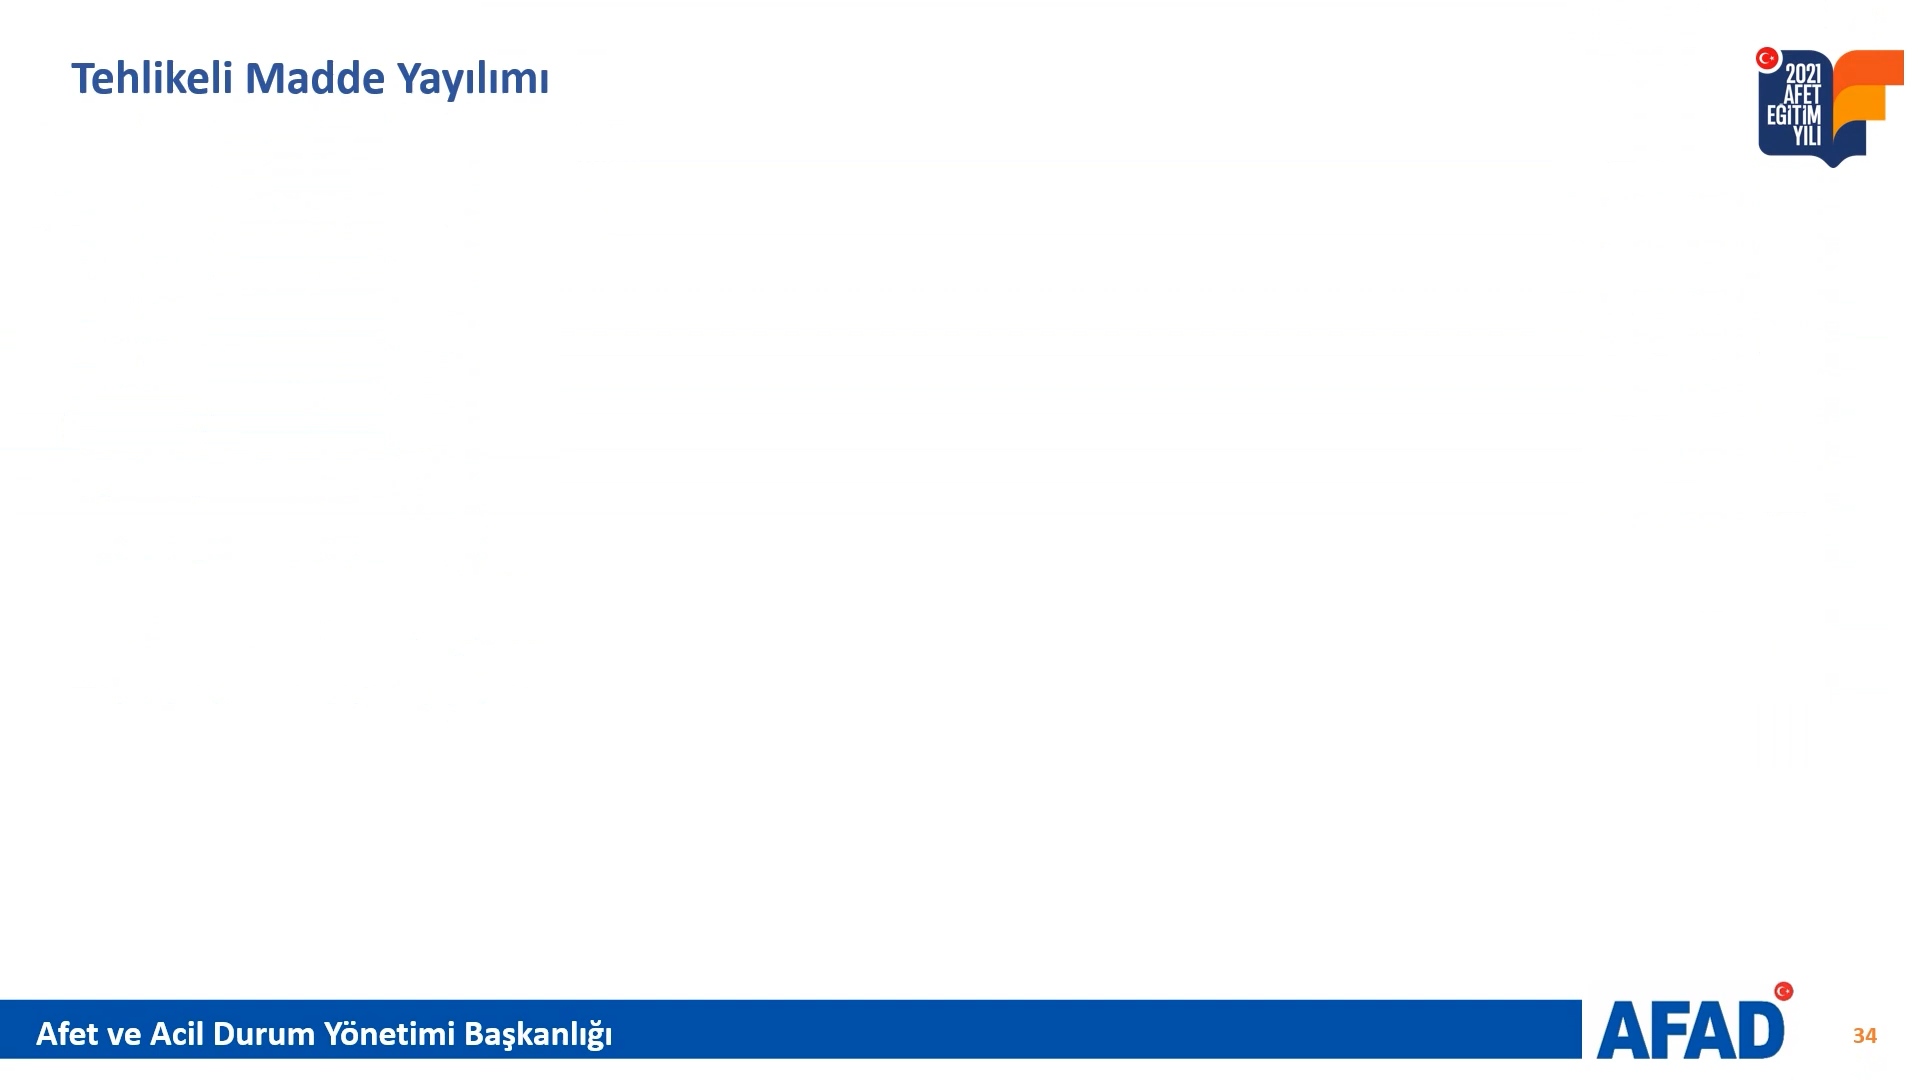 Tehlikeli Madde Yayılımı
2021
AFET
EĞİTİM
YILI
Afet ve Acil Durum Yönetimi Başkanlığı
AFAD
34